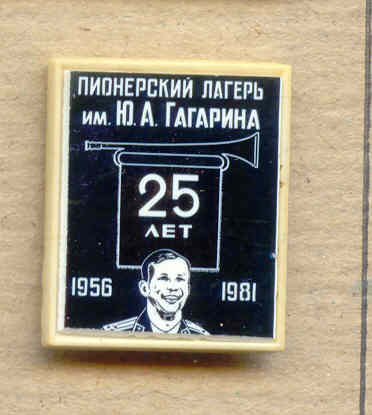 ПИОНЕРСКИЙ ЛАГЕРЬ
им. Ю. А. ГАГАРИНА
25
ЛЕТ
1956 1981